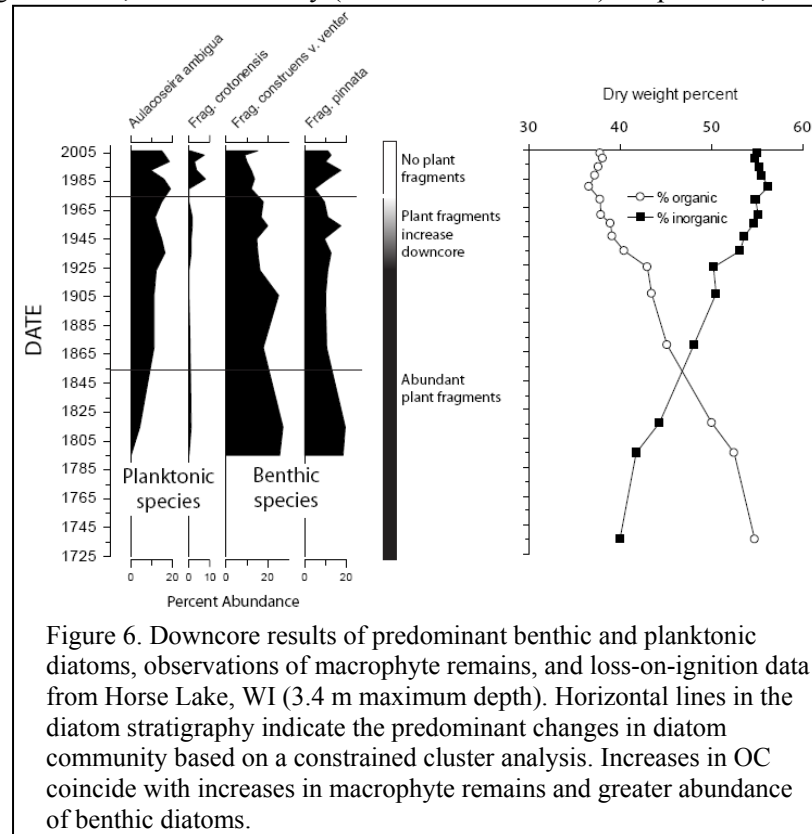 Aulacoseira ambigua
Frag. crotonensis
Frag. construens v. venter
Frag. pinnata
Dry weight percent
30 40 50 60
2005
1985
1965
1945
1925
1905
1885
1865
1845
1825
1805
1785
1765
1745
1725
DATE
No plant
fragments
Plant fragments
increase
downcore
Abundant
plant fragments
% organic
% inorganic
Planktonic
species
Benthic
species
0 20 0 10 0 20 0 20
Percent Abundance
Figure 6. Downcore results of predominant benthic and planktonic
diatoms, observations of macrophyte remains, and loss-on-ignition data
from Horse Lake, WI (3.4 m maximum depth). Horizontal lines in the
diatom stratigraphy indicate the predominant changes in diatom
community based on a constrained cluster analysis. Increases in OC
coincide with increases in macrophyte remains and greater abundance
of benthic diatoms.